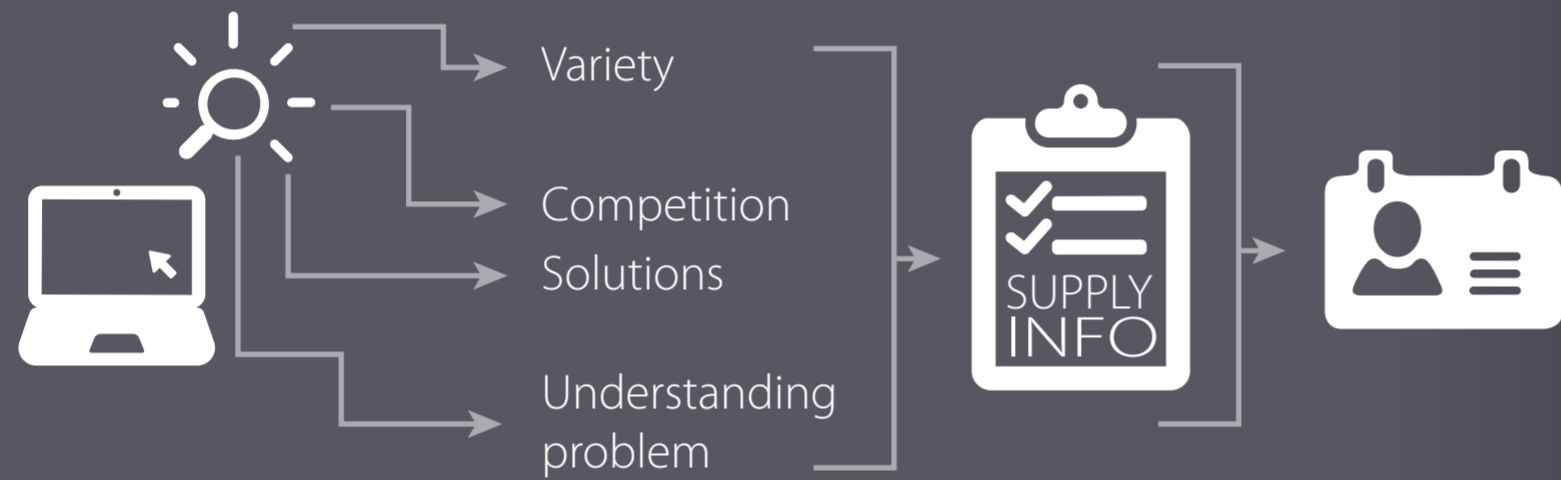 Variety
Competition
Solutions
Understanding
problem
SUPPLY
INFO